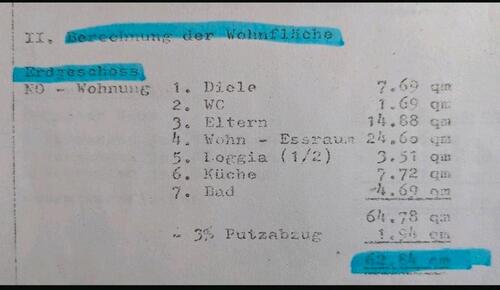 II. Berechnung der Wohnfläche
Erdgeschoss
NO - Wohnung 1. Diele 7.69 qm
2. WC 1.69 qm
3. Eltern 14.88 qm
4. Wohn - Essraum 24.60 qm
5. Loggia (1/2) 3.51 qm
6. Küche 7.72 qm
7. Bad 4.69 qm
64.78 qm
- 3% Putzabzug 1.94 qm
62.84 qm